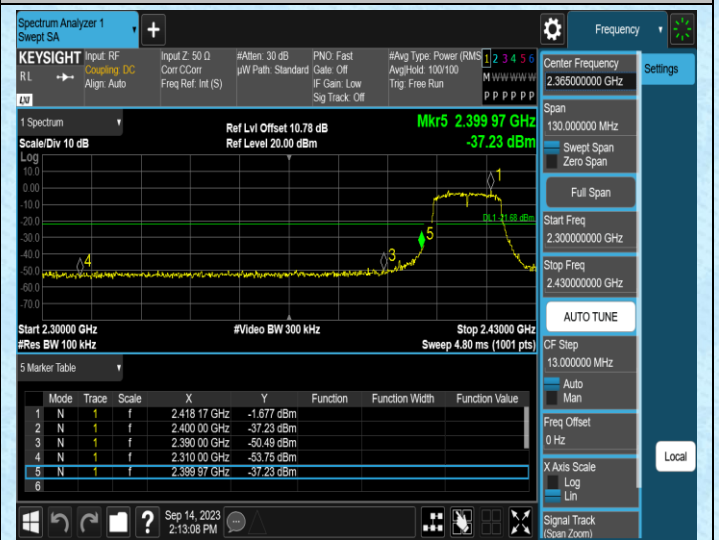 Spectrum Analyzer 1
Swept SA
+
Frequency
KEYSIGHT
Input: RF
Input Z: 50 Ω
#Atten: 30 dB
PNO: Fast
#Avg Type: Power (RMS
1 2 3 4 5 6
RL
Coupling: DC
Corr CCorr
µW Path: Standard
Gate: Off
Avg|Hold: 100/100
M W W W W W
Align: Auto
Freq Ref: Int (S)
IF Gain: Low
Trig: Free Run
Sig Track: Off
P P P P P P
LXI
1 Spectrum
Ref Lvl Offset 10.78 dB
Mkr5 2.399 97 GHz
Scale/Div 10 dB
Ref Level 20.00 dBm
-37.23 dBm
Log
10.0
0.00
-10.0
-20.0
-30.0
-40.0
-50.0
-60.0
-70.0
1
DL1 -21.68 dBm
5
3
4
Start 2.30000 GHz
#Video BW 300 kHz
Stop 2.43000 GHz
#Res BW 100 kHz
Sweep 4.80 ms (1001 pts)
5 Marker Table
Mode Trace Scale X Y Function Function Width Function Value
1 N 1 f 2.418 17 GHz -1.677 dBm
2 N 1 f 2.400 00 GHz -37.23 dBm
3 N 1 f 2.390 00 GHz -50.49 dBm
4 N 1 f 2.310 00 GHz -53.75 dBm
5 N 1 f 2.399 97 GHz -37.23 dBm
6
?
Sep 14, 2023
2:13:08 PM
Center Frequency
2.365000000 GHz
Settings
Span
130.000000 MHz
Swept Span
Zero Span
Full Span
Start Freq
2.300000000 GHz
Stop Freq
2.430000000 GHz
AUTO TUNE
CF Step
13.000000 MHz
Auto
Man
Freq Offset
0 Hz
Local
X Axis Scale
Log
Lin
Signal Track
(Span Zoom)